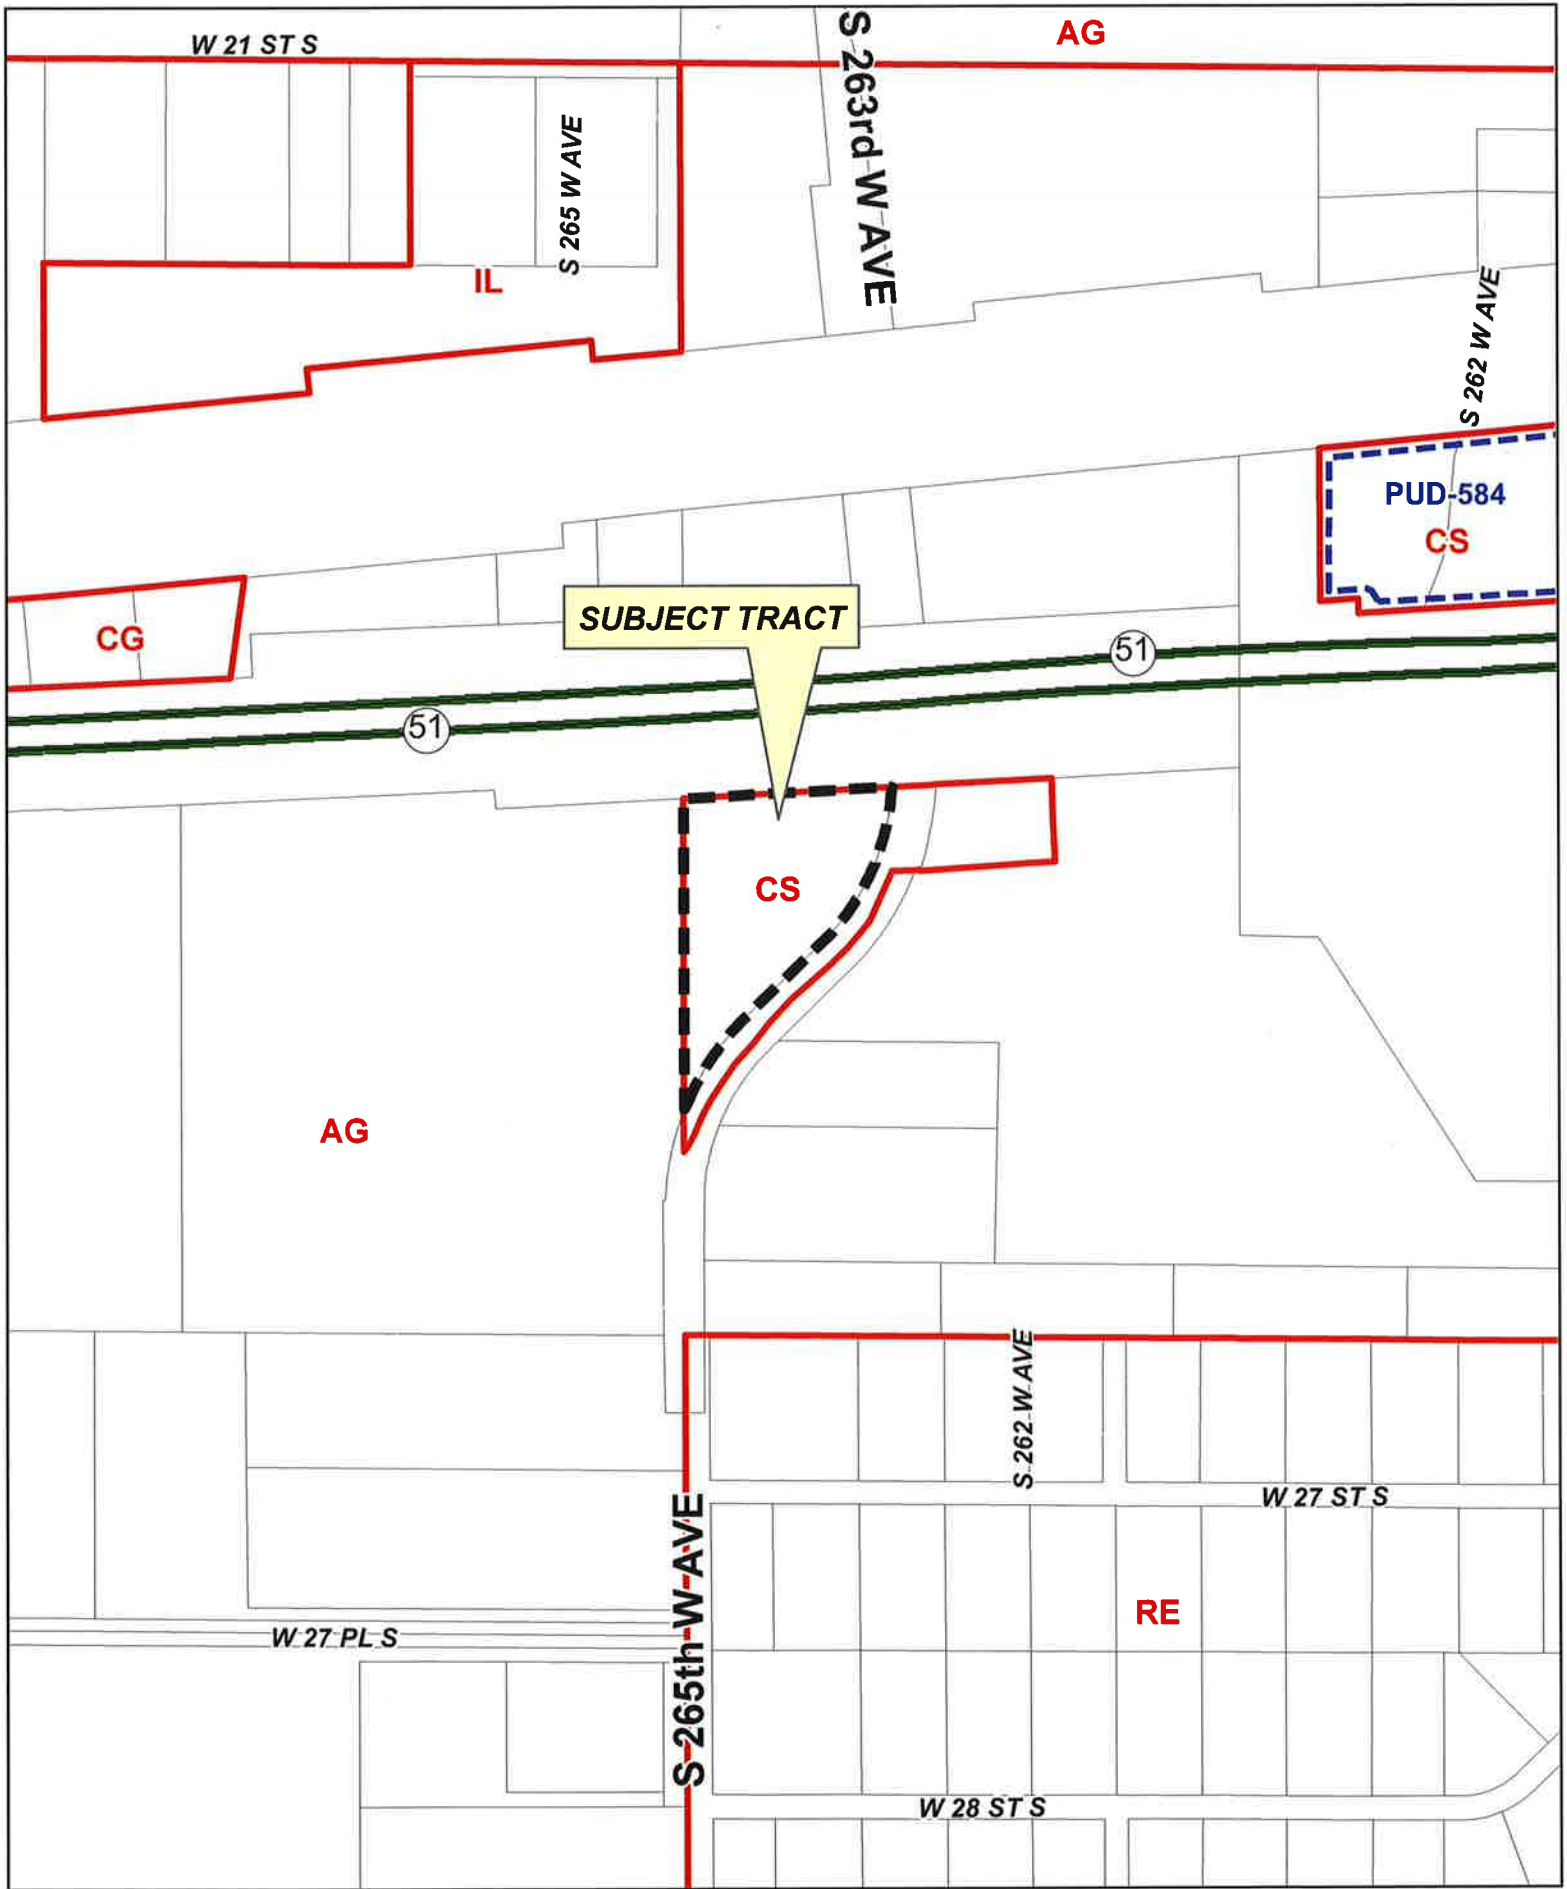 AG
W 21 ST S
S 263rd W AVE
S 265 W AVE
IL
S 262 W AVE
PUD-584
CS
SUBJECT TRACT
CG
51
51
CS
AG
S 262 W AVE
W 27 ST S
S 265th W AVE
RE
W 27 PL S
W 28 ST S